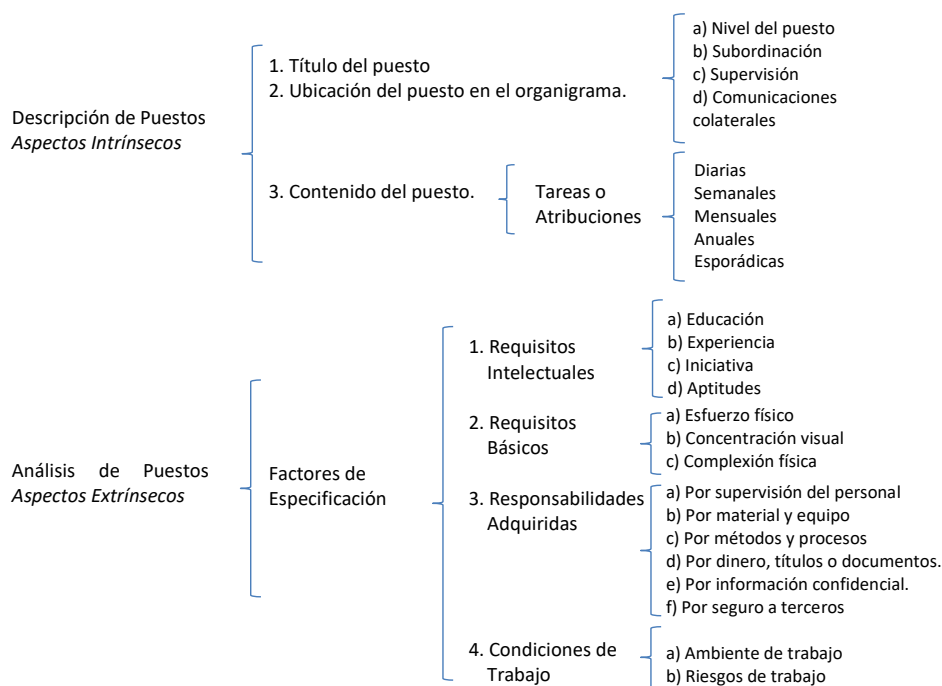 Descripción de Puestos
Aspectos Intrínsecos
1. Título del puesto
2. Ubicación del puesto en el organigrama.
a) Nivel del puesto
b) Subordinación
c) Supervisión
d) Comunicaciones
colaterales
3. Contenido del puesto.
Tareas o
Atribuciones
Diarias
Semanales
Mensuales
Anuales
Esporádicas
Análisis de Puestos
Aspectos Extrínsecos
Factores de
Especificación
1. Requisitos
Intelectuales
a) Educación
b) Experiencia
c) Iniciativa
d) Aptitudes
2. Requisitos
Básicos
a) Esfuerzo físico
b) Concentración visual
c) Complexión física
3. Responsabilidades
Adquiridas
a) Por supervisión del personal
b) Por material y equipo
c) Por métodos y procesos
d) Por dinero, títulos o documentos.
e) Por información confidencial.
f) Por seguro a terceros
4. Condiciones de
Trabajo
a) Ambiente de trabajo
b) Riesgos de trabajo